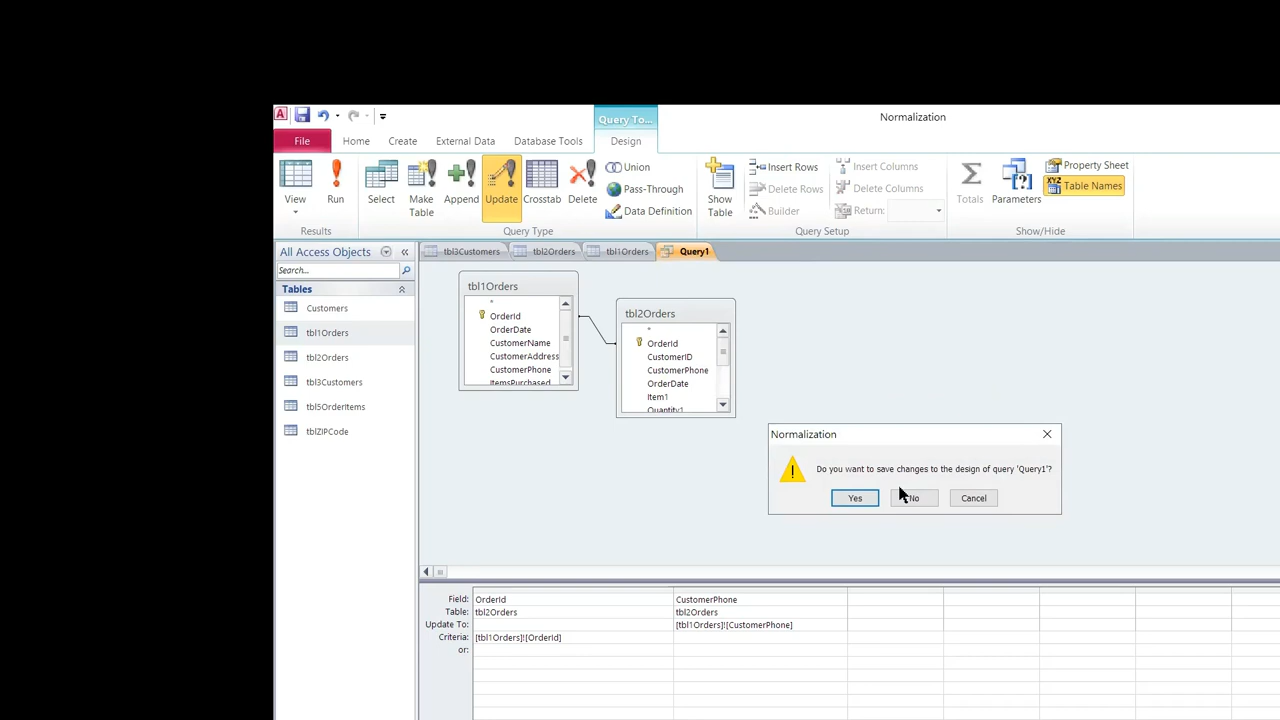 A
Query To...
Normalization
File
Home
Create
External Data
Database Tools
Design
View
Run
Select
Make Table
Append
Update
Crosstab
Delete
Union
Pass-Through
Data Definition
Show Table
Insert Rows
Delete Rows
Builder
Insert Columns
Delete Columns
Return:
Totals
Parameters
Property Sheet
XYZ
Table Names
Results
Query Type
Query Setup
Show/Hide
All Access Objects
tbl3Customers
tbl2Orders
tbl1Orders
Query1
Search...
Tables
Customers
tbl1Orders
tbl2Orders
tbl3Customers
tbl5OrderItems
tblZIPCode
tbl1Orders
*
OrderId
OrderDate
CustomerName
CustomerAddress
CustomerPhone
ItemsPurchased
tbl2Orders
*
OrderId
CustomerID
CustomerPhone
OrderDate
Item1
Quantity1
Normalization
Do you want to save changes to the design of query 'Query1'?
Yes
No
Cancel
Field: OrderId CustomerPhone
Table: tbl2Orders tbl2Orders
Update To: [tbl1Orders]![CustomerPhone]
Criteria: [tbl1Orders]![OrderId]
or: